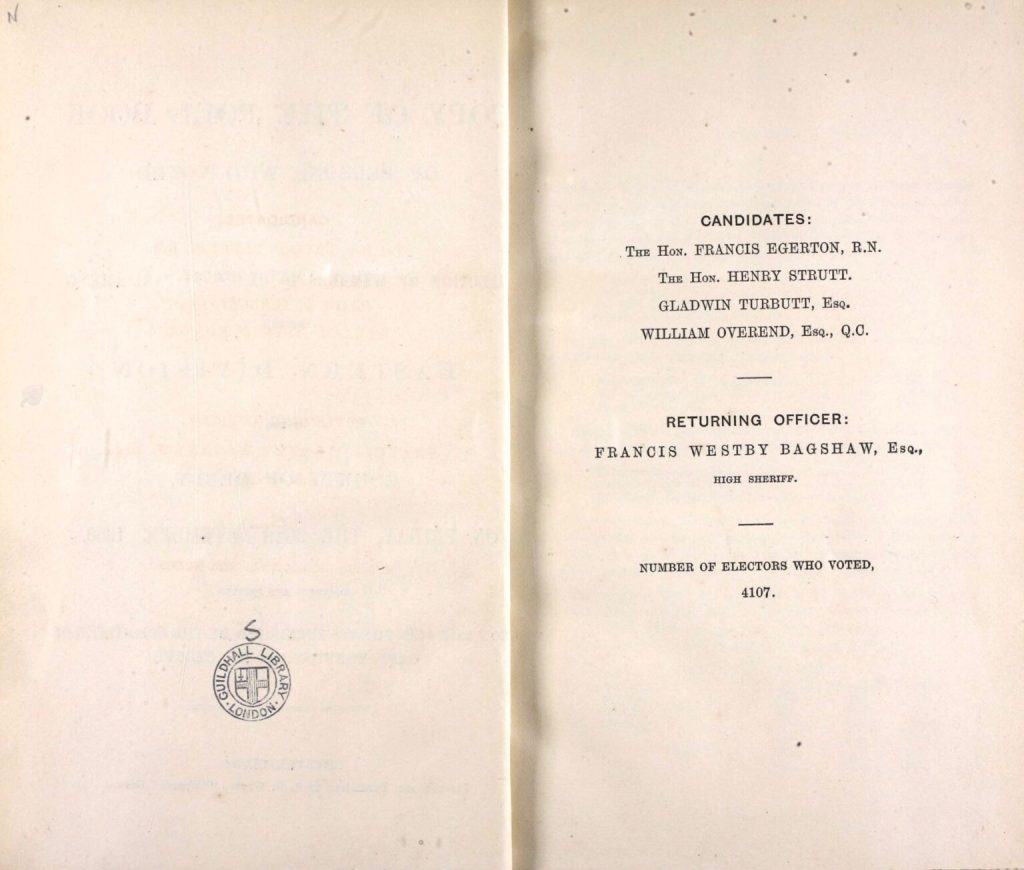 N
S
GUILDHALL LIBRARY
LONDON
CANDIDATES:
The Hon. FRANCIS EGERTON, R.N.
The Hon. HENRY STRUTT.
GLADWIN TURBUTT, Esq.
WILLIAM OVEREND, Esq., Q.C.
RETURNING OFFICER:
FRANCIS WESTBY BAGSHAW, Esq.,
HIGH SHERIFF.
NUMBER OF ELECTORS WHO VOTED,
4107.